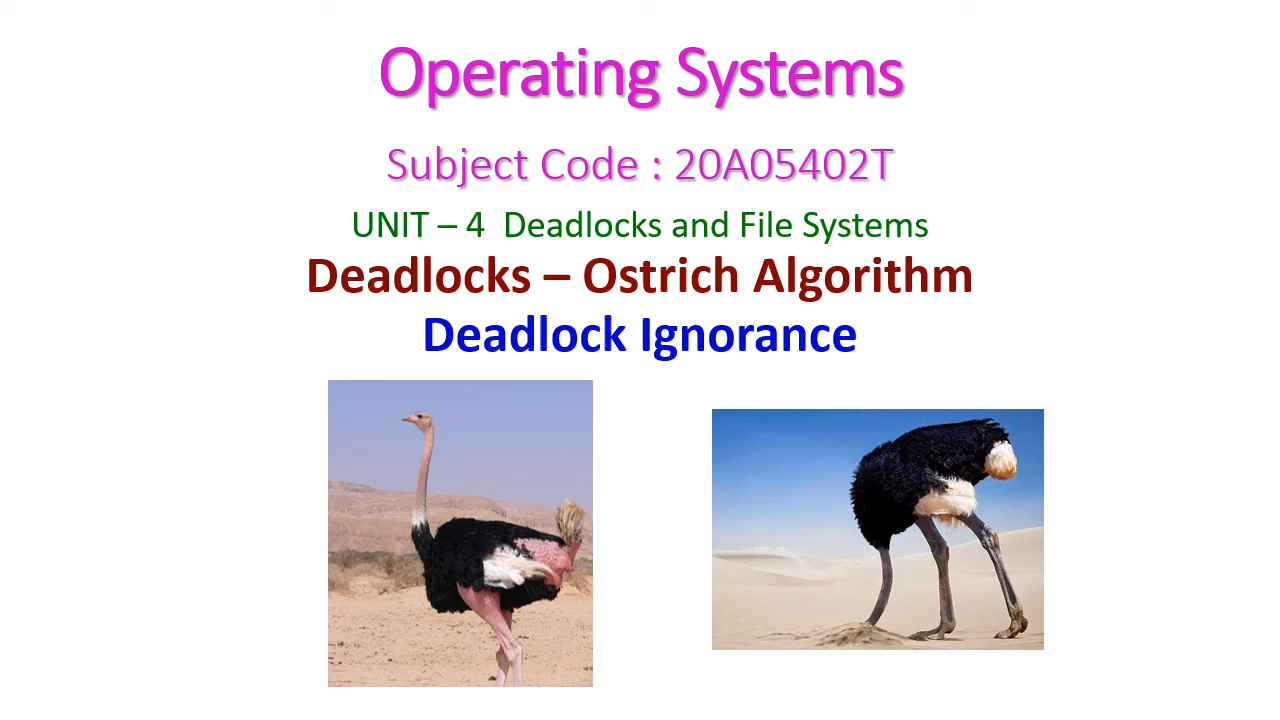 Operating Systems
Subject Code : 20A05402T
UNIT – 4  Deadlocks and File Systems
Deadlocks – Ostrich Algorithm
Deadlock Ignorance